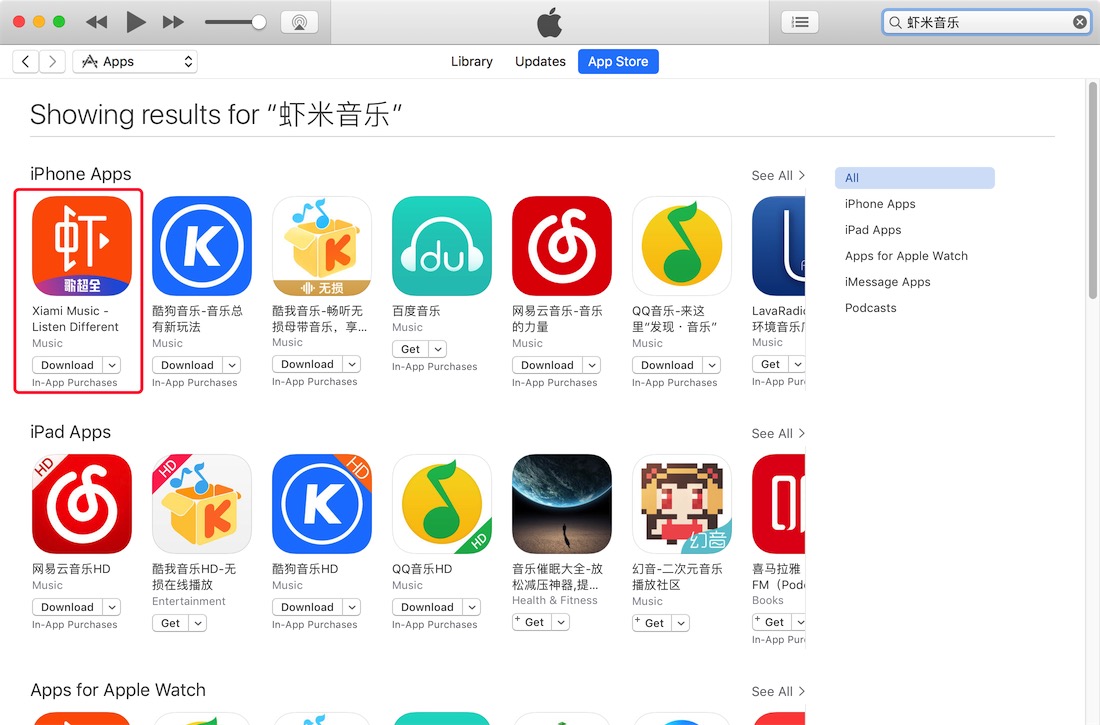 虾米音乐
Apps
Library
Updates
App Store
Showing results for “虾米音乐”
iPhone Apps
See All
虾
歌超全
K
K
无损
du
Xiami Music -
Listen Different
Music
Download
In-App Purchases
酷狗音乐-音乐总
有新玩法
Music
Download
In-App Purchases
酷我音乐-畅听无
损母带音乐，享...
Music
Download
In-App Purchases
百度音乐
Music
Get
In-App Purchases
网易云音乐-音乐
的力量
Music
Download
In-App Purchases
QQ音乐-来这
里“发现・音乐”
Music
Download
In-App Purchases
LavaRadio
环境音乐
Music
Get
In-App Pur
All
iPhone Apps
iPad Apps
Apps for Apple Watch
iMessage Apps
Podcasts
iPad Apps
See All
HD
HD
K
HD
K
HD
幻音
网易云音乐HD
Music
Download
In-App Purchases
酷我音乐HD-无
损在线播放
Entertainment
Get
酷狗音乐HD
Music
Download
In-App Purchases
QQ音乐HD
Music
Download
In-App Purchases
音乐催眠大全-放
松减压神器,提...
Health & Fitness
+ Get
幻音-二次元音乐
播放社区
Music
+ Get
喜马拉雅
FM（Pod
Books
+ Get
In-App Pur
Apps for Apple Watch
See All